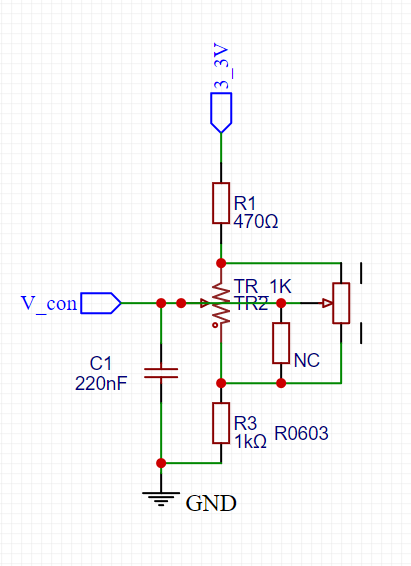 3_3V
R1
470Ω
TR_1K
TR2
V_con
C1
220nF
NC
R3
1kΩ
R0603
GND